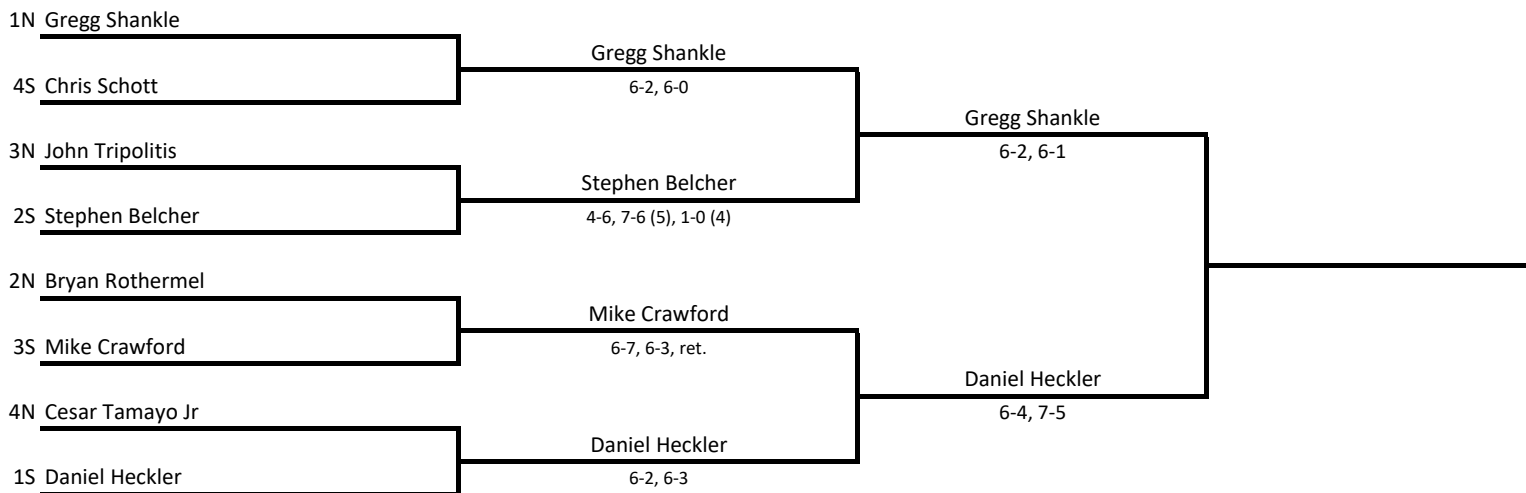 1N Gregg Shankle
Gregg Shankle
4S Chris Schott
6-2, 6-0
Gregg Shankle
3N John Tripolitis
6-2, 6-1
Stephen Belcher
2S Stephen Belcher
4-6, 7-6 (5), 1-0 (4)
2N Bryan Rothermel
Mike Crawford
3S Mike Crawford
6-7, 6-3, ret.
Daniel Heckler
4N Cesar Tamayo Jr
6-4, 7-5
Daniel Heckler
1S Daniel Heckler
6-2, 6-3